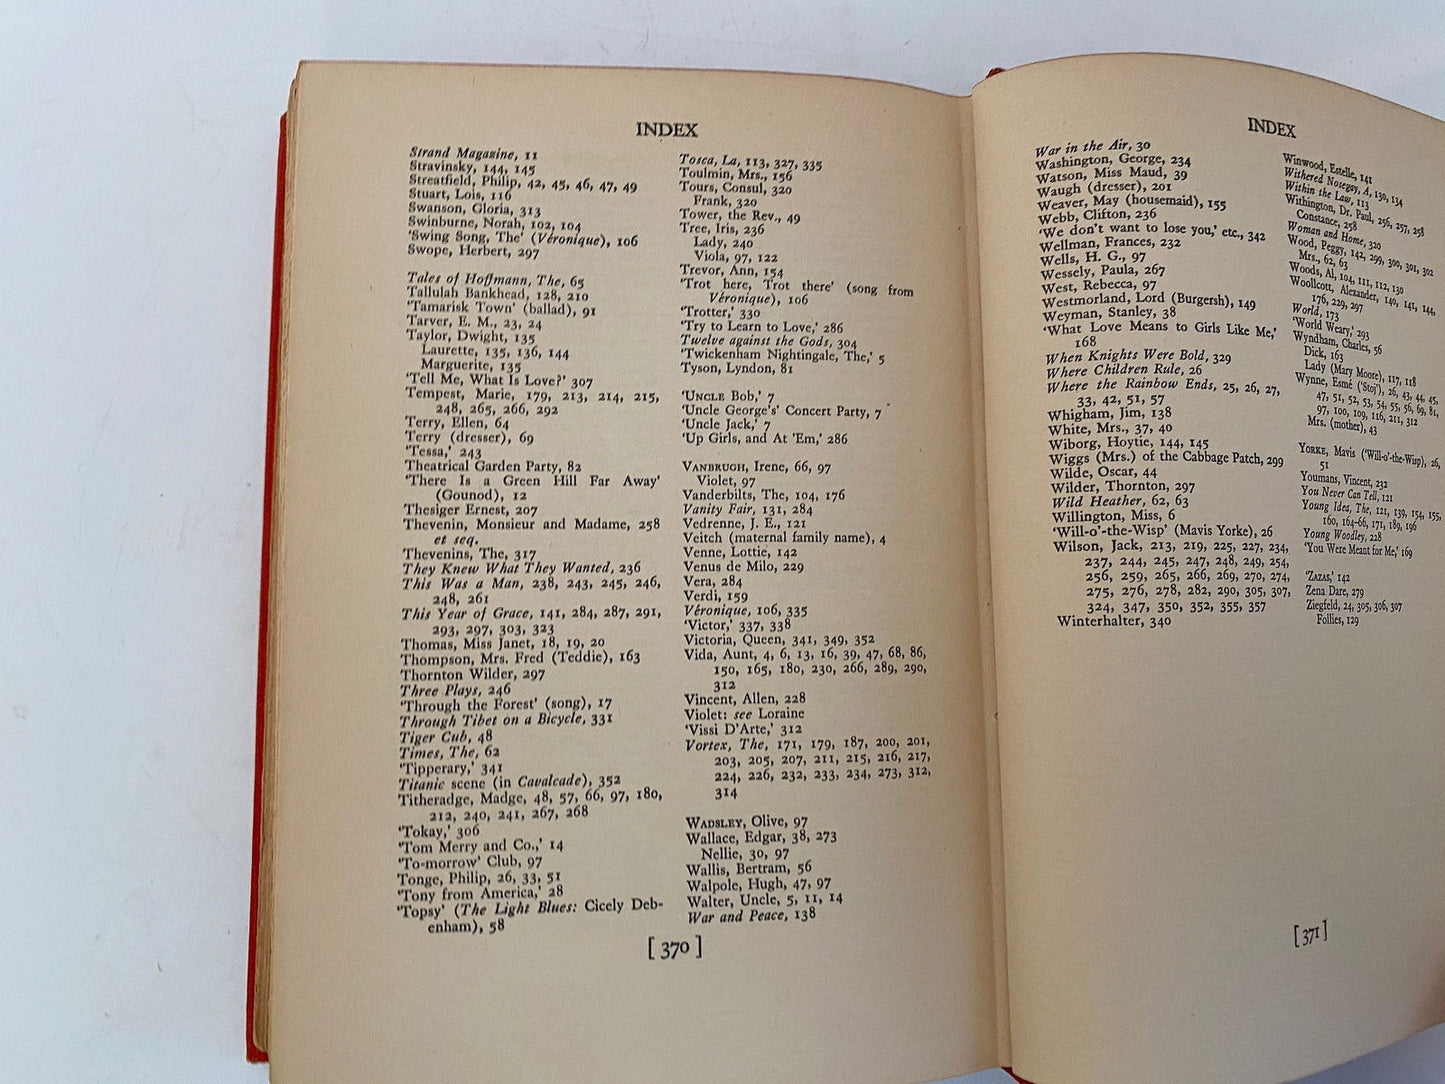 INDEX
Strand Magazine, 11
Stravinsky, 144, 145
Streatfield, Philip, 42, 45, 46, 47, 49
Stuart, Lois, 116
Swanson, Gloria, 313
Swinburne, Norah, 102, 104
'Swing Song, The' (Véronique), 106
Swope, Herbert, 297
Tales of Hoffmann, The, 65
Tallulah Bankhead, 128, 210
'Tamarisk Town' (ballad), 91
Tarver, E. M., 23, 24
Taylor, Dwight, 135
Laurette, 135, 136, 144
Marguerite, 135
'Tell Me, What Is Love?' 307
Tempest, Marie, 179, 213, 214, 215,
248, 265, 266, 292
Terry, Ellen, 64
Terry (dresser), 69
'Tessa,' 243
Theatrical Garden Party, 82
'There Is a Green Hill Far Away'
(Gounod), 12
Thesiger Ernest, 207
Thevenin, Monsieur and Madame, 258
et seq.
Thevenins, The, 317
They Knew What They Wanted, 236
This Was a Man, 238, 243, 245, 246,
248, 261
This Year of Grace, 141, 284, 287, 291,
293, 297, 303, 323
Thomas, Miss Janet, 18, 19, 20
Thompson, Mrs. Fred (Teddie), 163
Thornton Wilder, 297
Three Plays, 246
'Through the Forest' (song), 17
Through Tibet on a Bicycle, 331
Tiger Cub, 48
Times, The, 62
'Tipperary,' 341
Titanic scene (in Cavalcade), 352
Titheradge, Madge, 48, 57, 66, 97, 180,
212, 240, 241, 267, 268
'Tokay,' 306
'Tom Merry and Co.,' 14
'To-morrow' Club, 97
Tonge, Philip, 26, 33, 51
'Tony from America,' 28
'Topsy' (The Light Blues: Cicely Deb-
enham), 58
Tosca, La, 113, 327, 335
Toulmin, Mrs., 156
Tours, Consul, 320
Frank, 320
Tower, the Rev., 49
Tree, Iris, 236
Lady, 240
Viola, 97, 122
Trevor, Ann, 154
'Trot here, Trot there' (song from
Véronique), 106
'Trotter,' 330
'Try to Learn to Love,' 286
Twelve against the Gods, 304
'Twickenham Nightingale, The,' 5
Tyson, Lyndon, 81
'UNCLE Bob,' 7
'Uncle George's' Concert Party, 7
'Uncle Jack,' 7
'Up Girls, and At 'Em,' 286
VANBRUGH, Irene, 66, 97
Violet, 97
Vanderbilts, The, 104, 176
Vanity Fair, 131, 284
Vedrenne, J. E., 121
Veitch (maternal family name), 4
Venne, Lottie, 142
Venus de Milo, 229
Vera, 284
Verdi, 159
Véronique, 106, 335
'Victor,' 337, 338
Victoria, Queen, 341, 349, 352
Vida, Aunt, 4, 6, 13, 16, 39, 47, 68, 86,
150, 165, 180, 230, 266, 289, 290,
312
Vincent, Allen, 228
Violet: see Loraine
'Vissi D'Arte,' 312
Vortex, The, 171, 179, 187, 200, 201,
203, 205, 207, 211, 215, 216, 217,
224, 226, 232, 233, 234, 273, 312,
314
WADSLEY, Olive, 97
Wallace, Edgar, 38, 273
Nellie, 30, 97
Wallis, Bertram, 56
Walpole, Hugh, 47, 97
Walter, Uncle, 5, 11, 14
War and Peace, 138
[ 370 ]
INDEX
War in the Air, 30
Washington, George, 234
Watson, Miss Maud, 39
Waugh (dresser), 201
Weaver, May (housemaid), 155
Webb, Clifton, 236
'We don't want to lose you,' etc., 342
Wellman, Frances, 232
Wells, H. G., 97
Wessely, Paula, 267
West, Rebecca, 97
Westmorland, Lord (Burgersh), 149
Weyman, Stanley, 38
'What Love Means to Girls Like Me,'
168
When Knights Were Bold, 329
Where Children Rule, 26
Where the Rainbow Ends, 25, 26, 27,
33, 42, 51, 57
Whigham, Jim, 138
White, Mrs., 37, 40
Wiborg, Hoytie, 144, 145
Wiggs (Mrs.) of the Cabbage Patch, 299
Wilde, Oscar, 44
Wilder, Thornton, 297
Wild Heather, 62, 63
Willington, Miss, 6
'Will-o'-the-Wisp' (Mavis Yorke), 26
Wilson, Jack, 213, 219, 225, 227, 234,
237, 244, 245, 247, 248, 249, 254,
256, 259, 265, 266, 269, 270, 274,
275, 276, 278, 282, 290, 305, 307,
324, 347, 350, 352, 355, 357
Winterhalter, 340
Winwood, Estelle, 141
Withered Nosegay, A, 130, 134
Within the Law, 113
Withington, Dr. Paul, 256, 257, 258
Constance, 258
Woman and Home, 320
Wood, Peggy, 142, 299, 300, 301, 302
Mrs., 62, 63
Woods, Al, 104, 111, 112, 130
Woollcott, Alexander, 140, 141, 144,
176, 229, 297
World, 173
'World Weary,' 293
Wyndham, Charles, 56
Dick, 163
Lady (Mary Moore), 117, 118
Wynne, Esmé ('Stoj'), 26, 43, 44, 45,
47, 51, 52, 53, 54, 55, 56, 69, 81,
97, 100, 109, 116, 211, 312
Mrs. (mother), 43
YORKE, Mavis ('Will-o'-the-Wisp), 26,
51
Youmans, Vincent, 232
You Never Can Tell, 121
Young Ides, The, 121, 139, 154, 155,
160, 164-66, 171, 189, 196
Young Woodley, 228
'You Were Meant for Me,' 169
'ZAZAS,' 142
Zena Dare, 279
Ziegfeld, 24, 305, 306, 307
Follies, 129
[ 371 ]